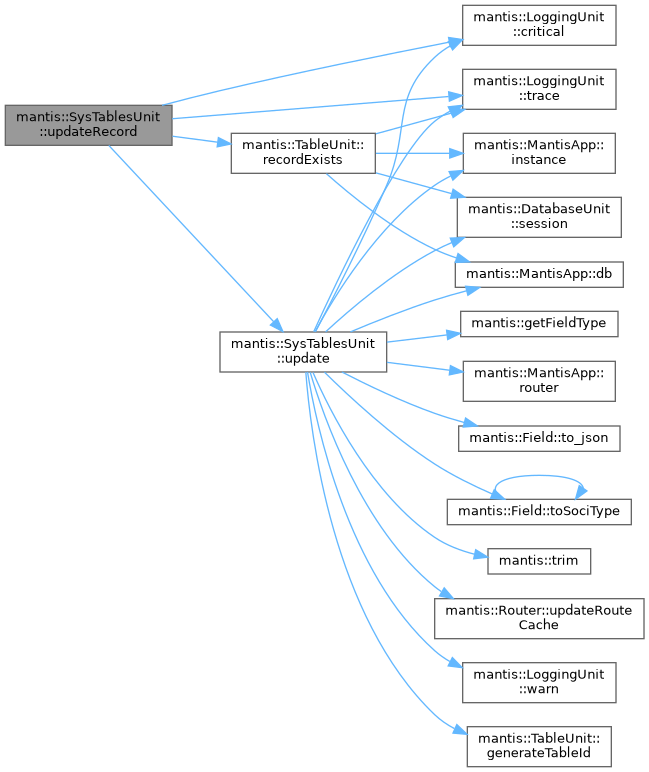 mantis::SysTablesUnit
::updateRecord
mantis::TableUnit::
recordExists
mantis::SysTablesUnit
::update
mantis::LoggingUnit
::critical
mantis::LoggingUnit
::trace
mantis::MantisApp::
instance
mantis::DatabaseUnit
::session
mantis::MantisApp::db
mantis::getFieldType
mantis::MantisApp::
router
mantis::Field::to_json
mantis::Field::toSociType
mantis::trim
mantis::Router::updateRoute
Cache
mantis::LoggingUnit
::warn
mantis::TableUnit::
generateTableId